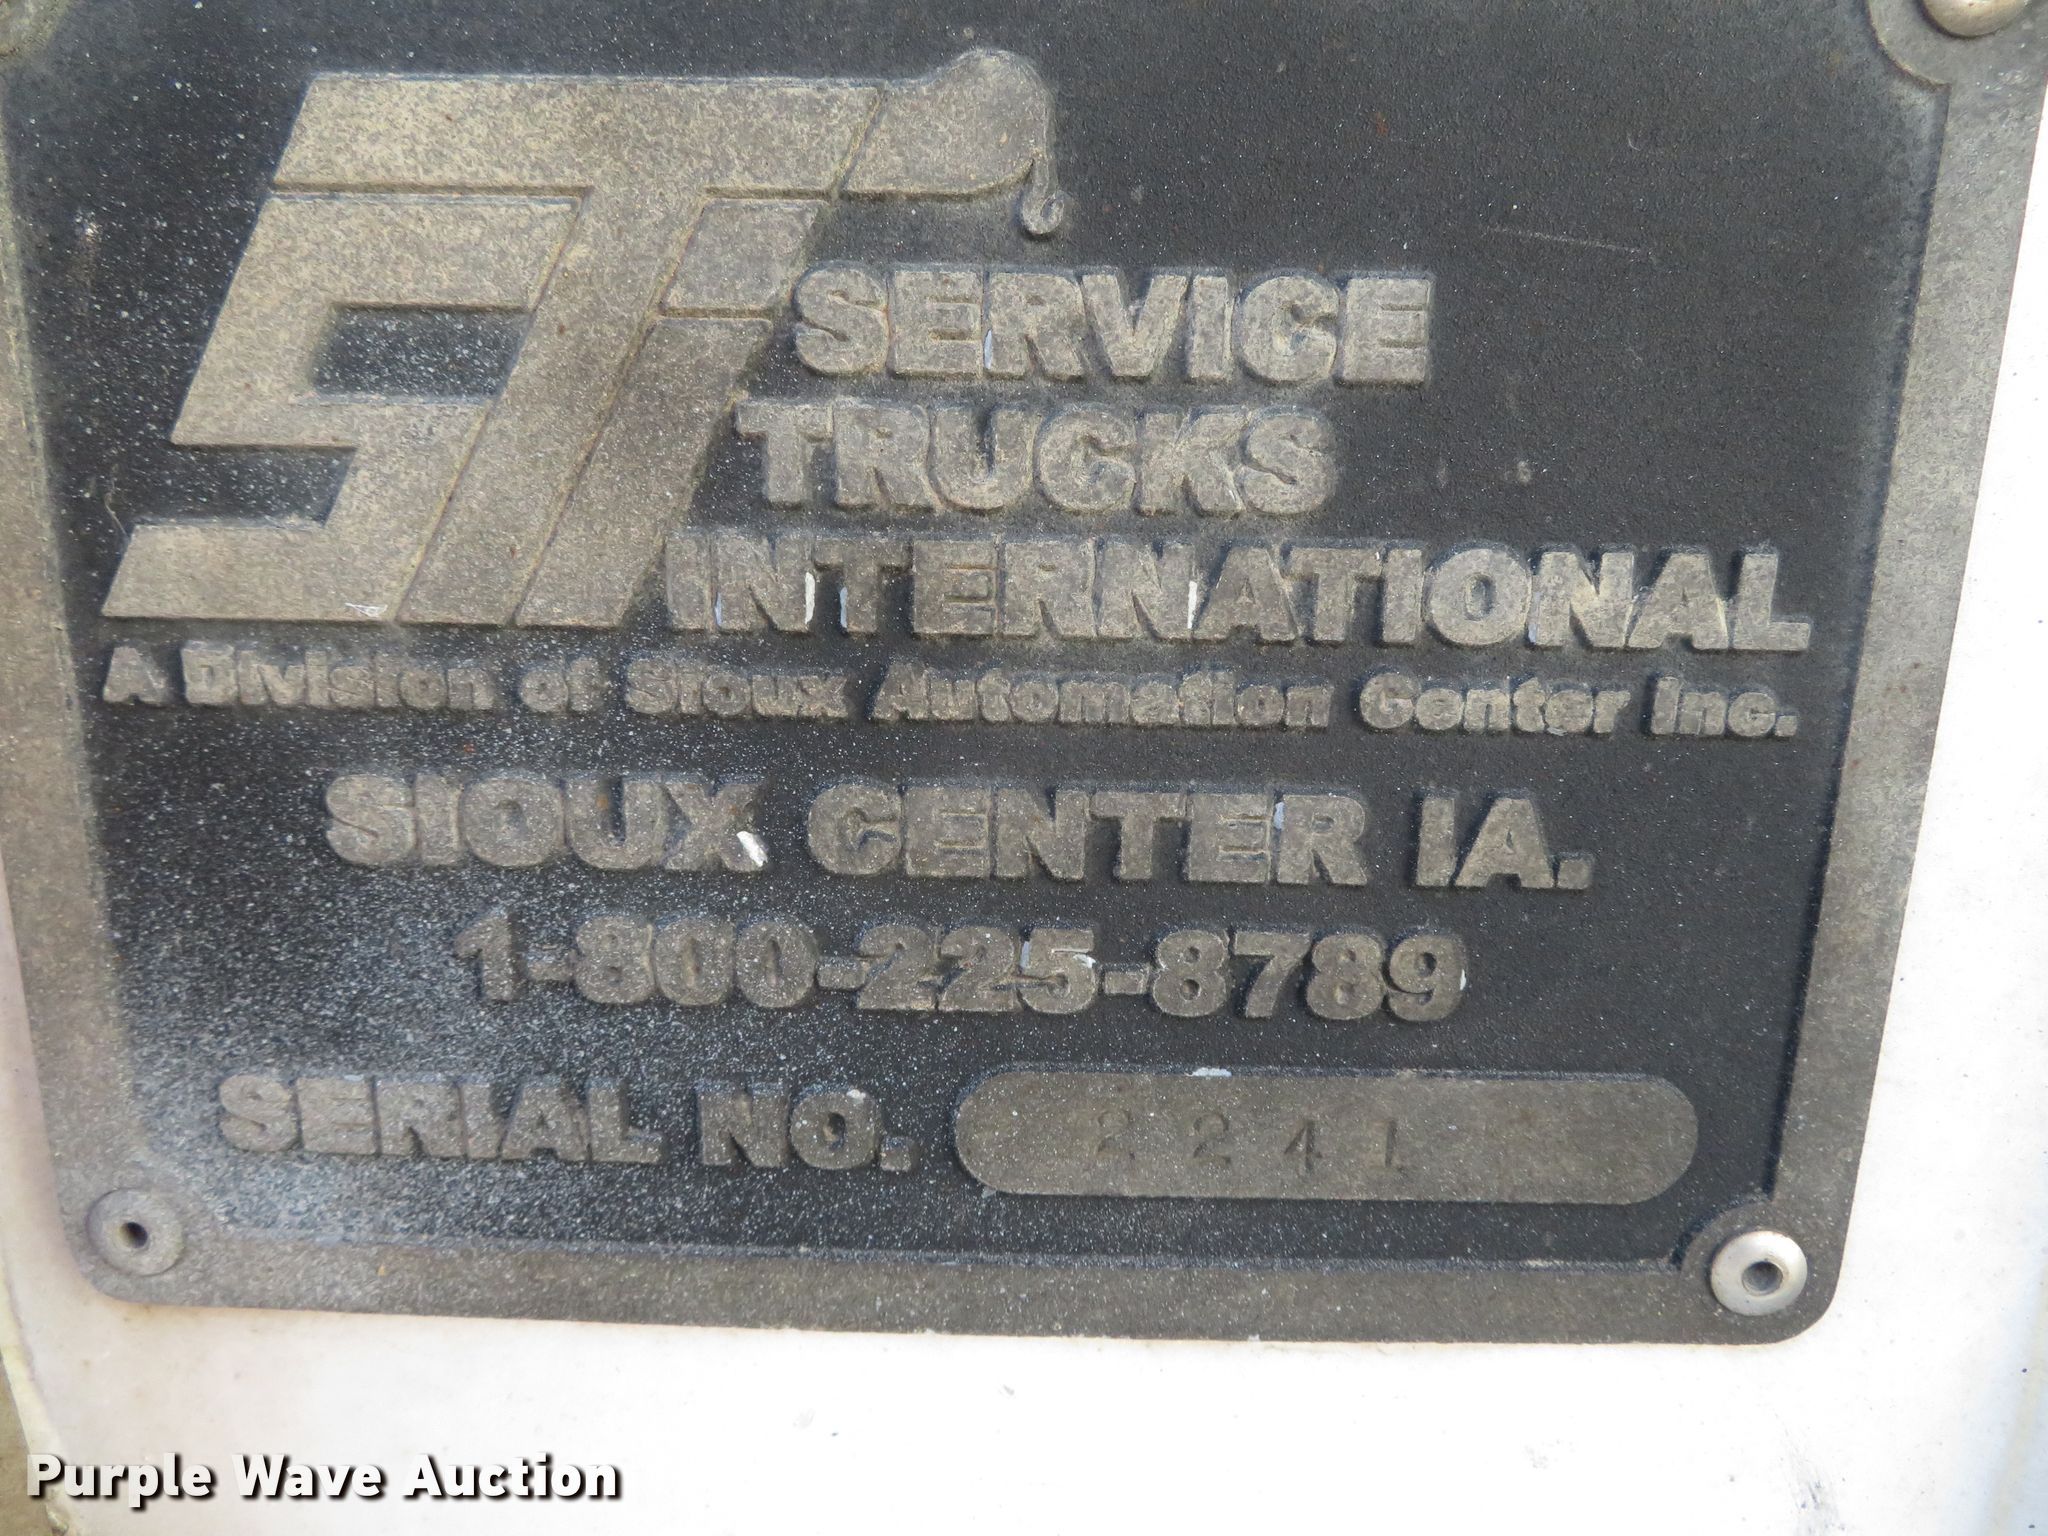 STi
SERVICE
TRUCKS
INTERNATIONAL
A Division of Sioux Automation Center Inc.
SIOUX CENTER IA.
1-800-225-8789
SERIAL NO. 2241
Purple Wave Auction